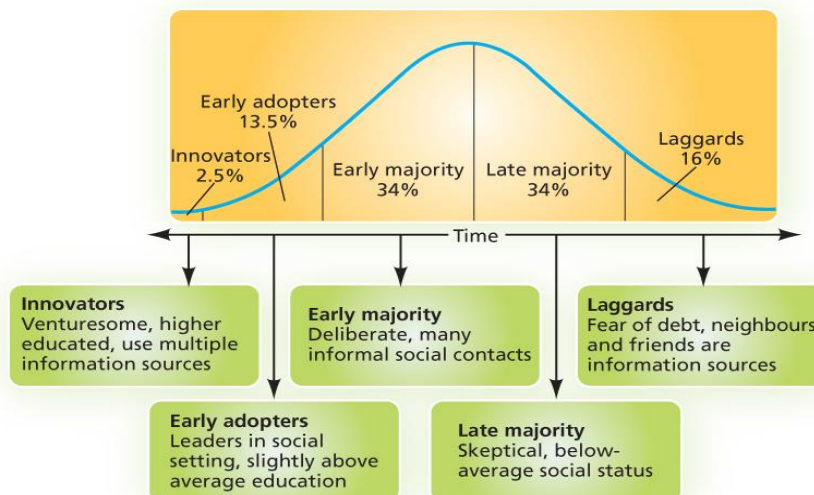 Early adopters
13.5%
Innovators
2.5%
Early majority
34%
Late majority
34%
Laggards
16%
Time
Innovators
Venturesome, higher
educated, use multiple
information sources
Early majority
Deliberate, many
informal social contacts
Laggards
Fear of debt, neighbours
and friends are
information sources
Early adopters
Leaders in social
setting, slightly above
average education
Late majority
Skeptical, below-
average social status